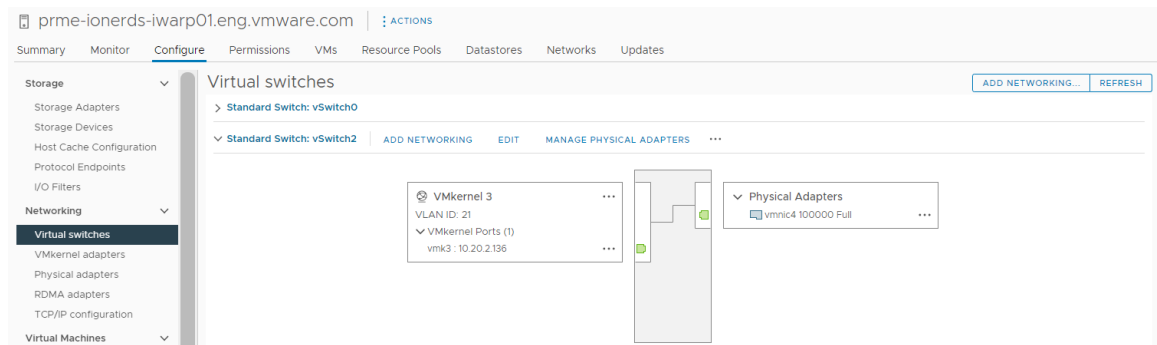 prme-ionerds-iwarp01.eng.vmware.com ACTIONS
Summary Monitor Configure Permissions VMs Resource Pools Datastores Networks Updates
Storage
Storage Adapters
Storage Devices
Host Cache Configuration
Protocol Endpoints
I/O Filters
Networking
Virtual switches
VMkernel adapters
Physical adapters
RDMA adapters
TCP/IP configuration
Virtual Machines
Virtual switches
ADD NETWORKING... REFRESH
Standard Switch: vSwitch0
Standard Switch: vSwitch2 ADD NETWORKING EDIT MANAGE PHYSICAL ADAPTERS ...
VMkernel 3 ...
VLAN ID: 21
VMkernel Ports (1)
vmk3 : 10.20.2.136 ...
Physical Adapters
vmnic4 100000 Full ...